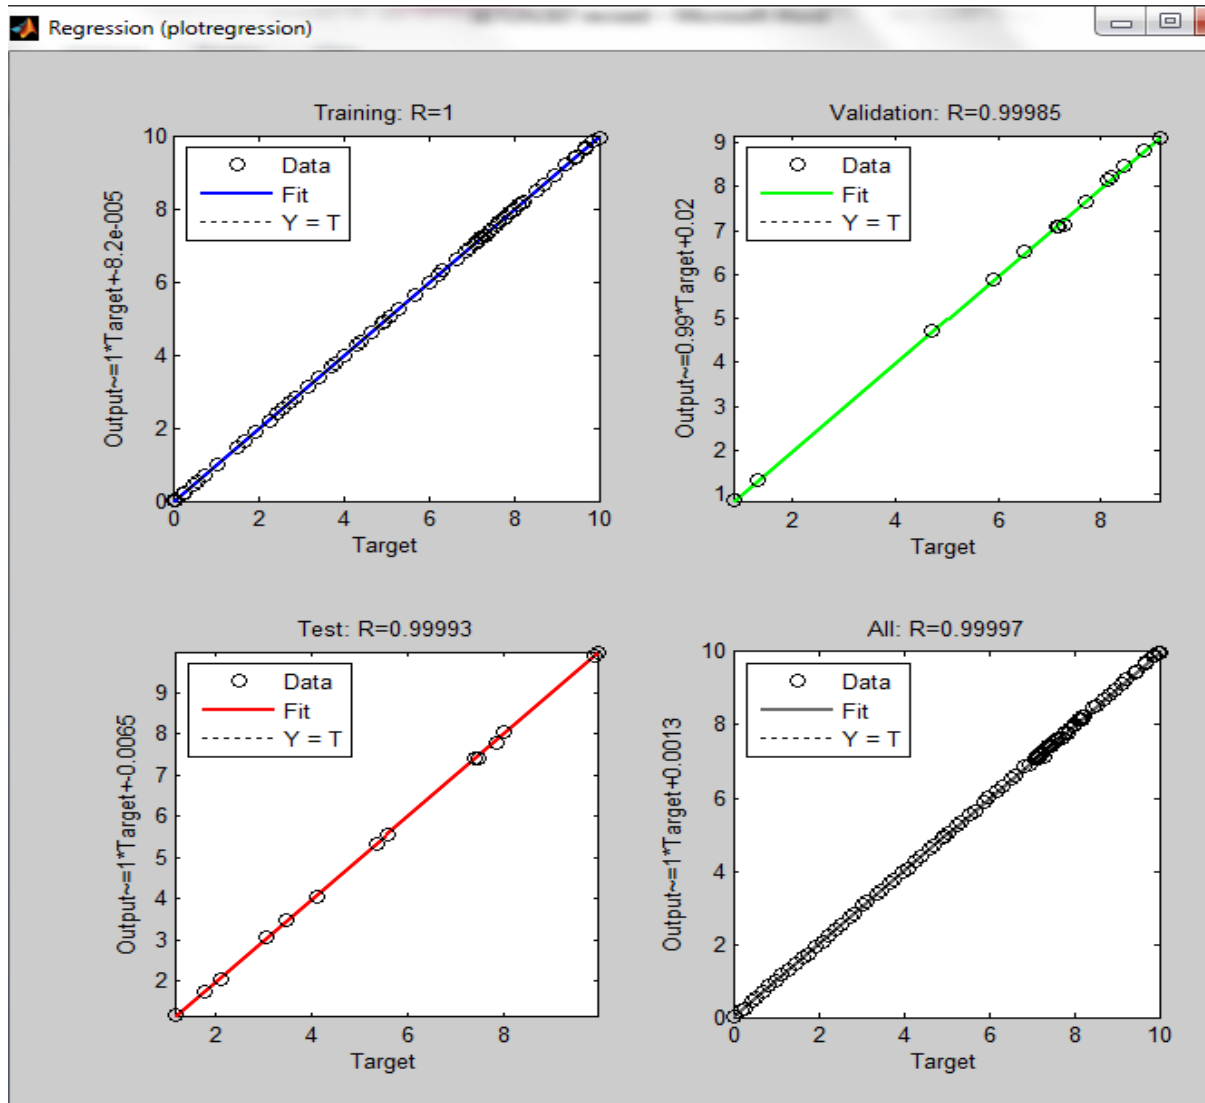 Regression (plotregression)
Training: R=1
Output~=1*Target+-8.2e-005
10
8
6
4
2
0
Data
Fit
Y = T
0 2 4 6 8 10
Target
Validation: R=0.99985
Output~=0.99*Target+0.02
9
8
7
6
5
4
3
2
1
Data
Fit
Y = T
2 4 6 8
Target
Test: R=0.99993
Output~=1*Target+-0.0065
9
8
7
6
5
4
3
2
Data
Fit
Y = T
2 4 6 8
Target
All: R=0.99997
Output~=1*Target+0.0013
10
8
6
4
2
0
Data
Fit
Y = T
0 2 4 6 8 10
Target